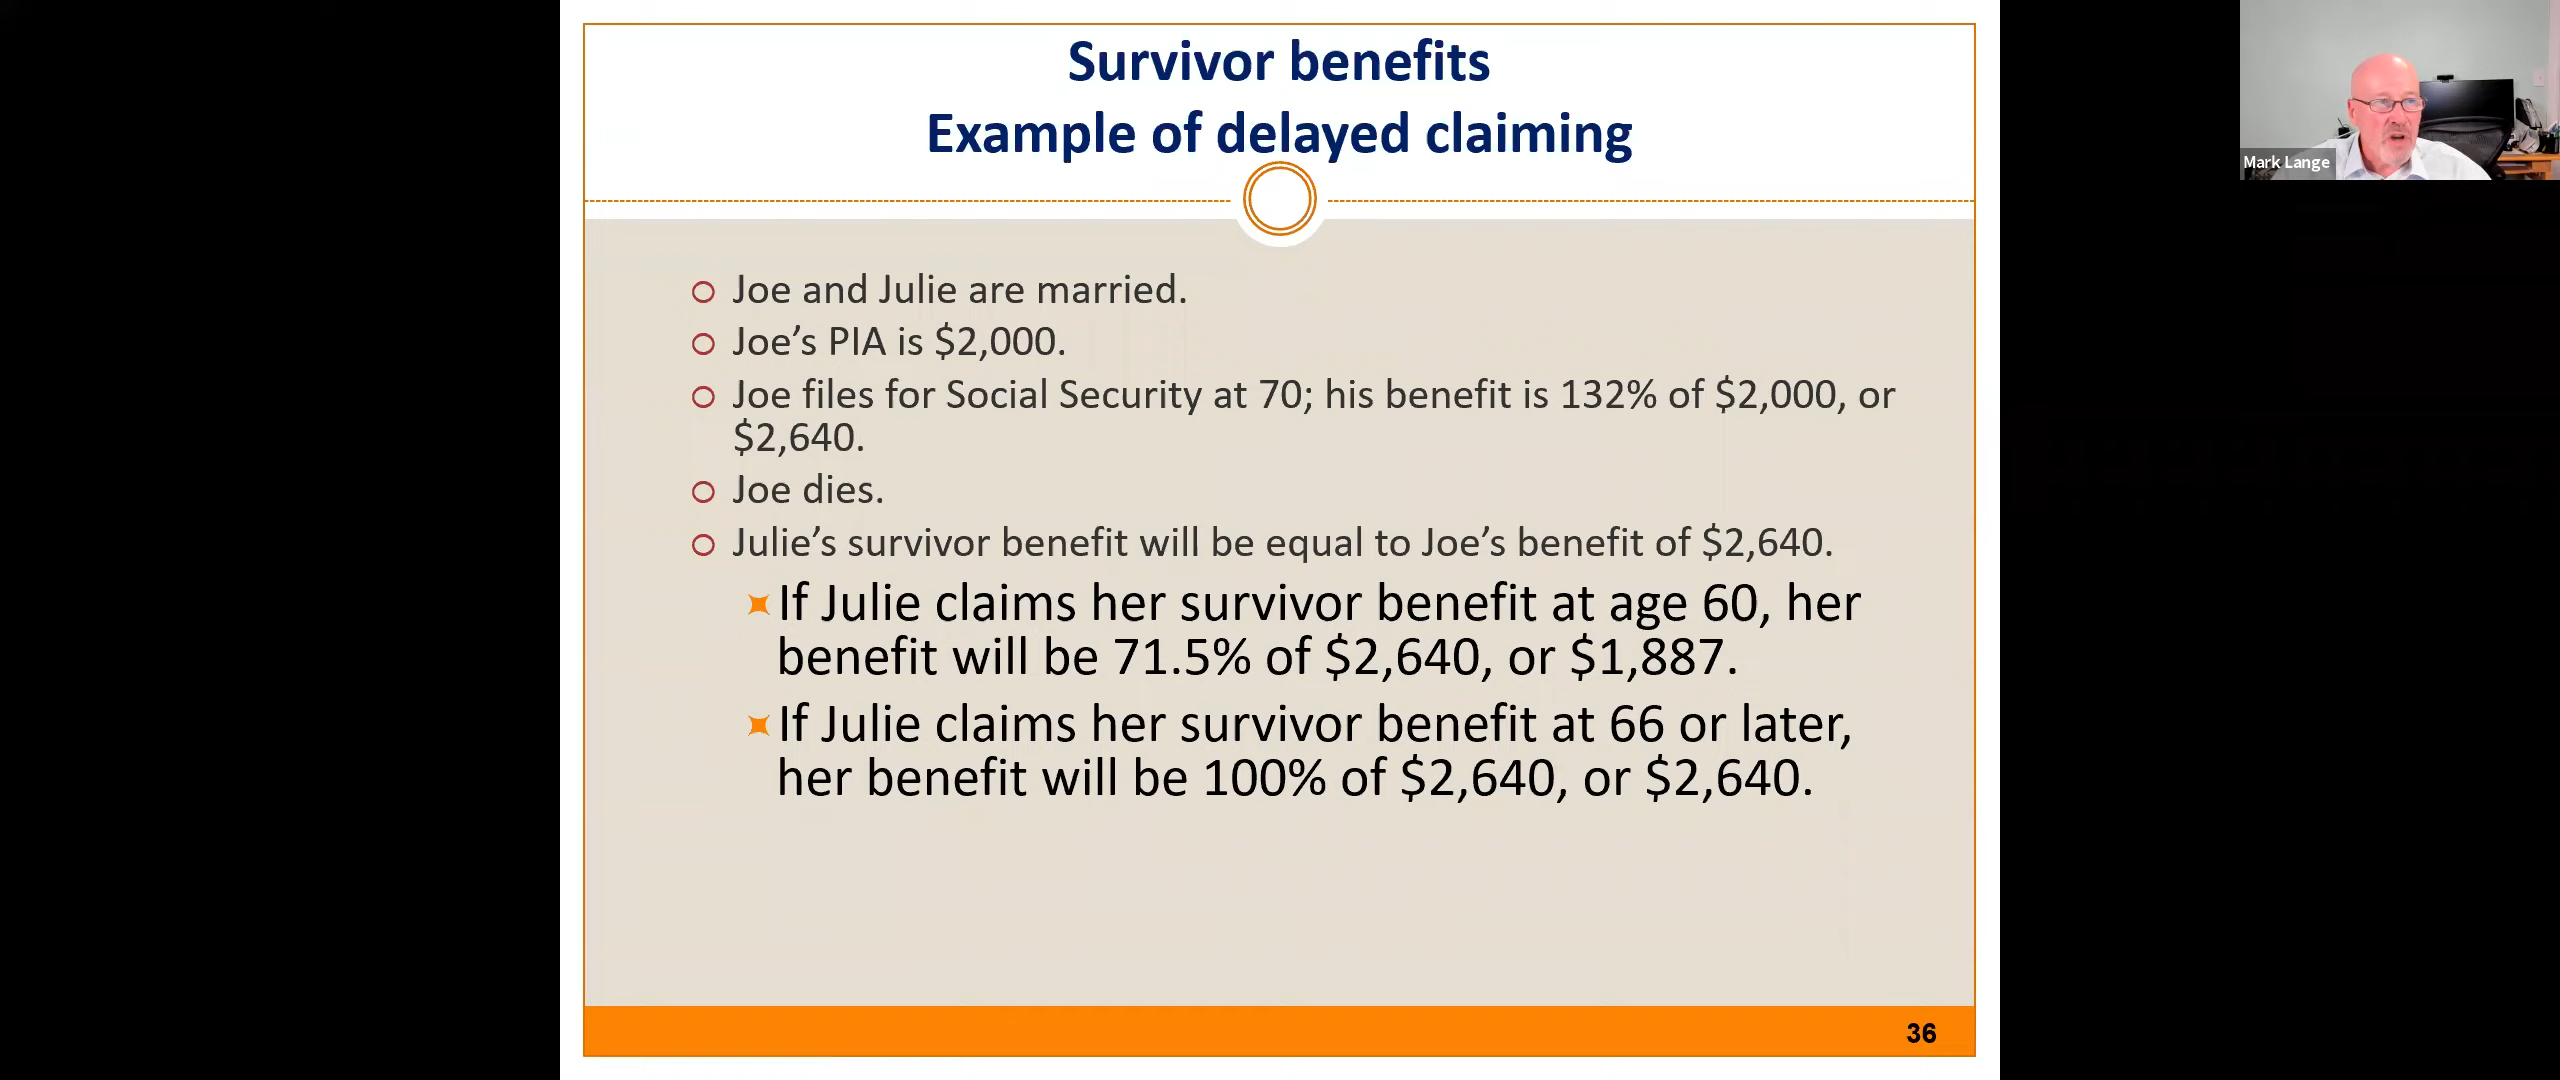 Survivor benefits
Example of delayed claiming
Mark Lange
Joe and Julie are married.
Joe’s PIA is $2,000.
Joe files for Social Security at 70; his benefit is 132% of $2,000, or
$2,640.
Joe dies.
Julie’s survivor benefit will be equal to Joe’s benefit of $2,640.
If Julie claims her survivor benefit at age 60, her
benefit will be 71.5% of $2,640, or $1,887.
If Julie claims her survivor benefit at 66 or later,
her benefit will be 100% of $2,640, or $2,640.
36